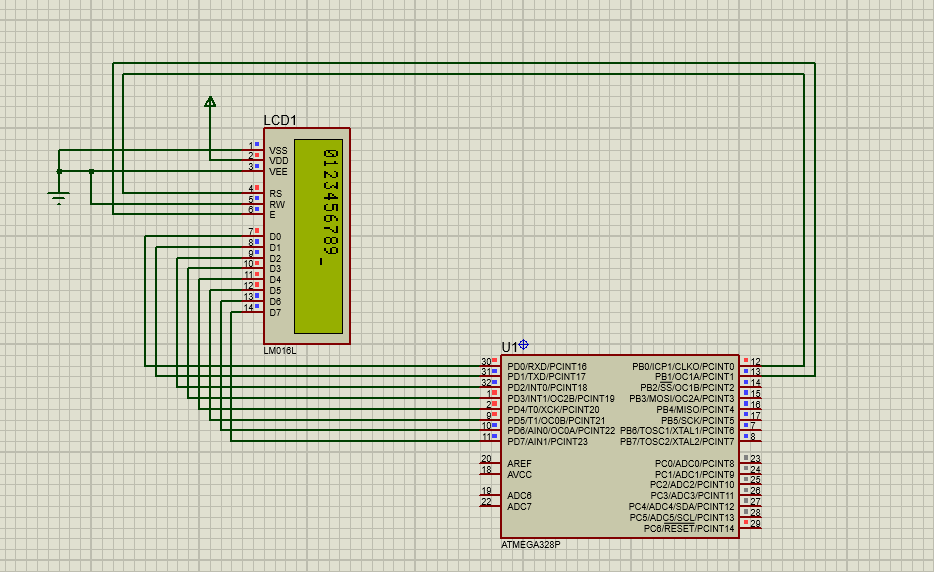 LCD1
0123456789_
1 VSS
2 VDD
3 VEE
4 RS
5 RW
6 E
7 D0
8 D1
9 D2
10 D3
11 D4
12 D5
13 D6
14 D7
LM016L
U1
30 PD0/RXD/PCINT16 PB0/ICP1/CLKO/PCINT0 12
31 PD1/TXD/PCINT17 PB1/OC1A/PCINT1 13
32 PD2/INT0/PCINT18 PB2/SS/OC1B/PCINT2 14
1 PD3/INT1/OC2B/PCINT19 PB3/MOSI/OC2A/PCINT3 15
2 PD4/T0/XCK/PCINT20 PB4/MISO/PCINT4 16
9 PD5/T1/OC0B/PCINT21 PB5/SCK/PCINT5 17
10 PD6/AIN0/OC0A/PCINT22 PB6/TOSC1/XTAL1/PCINT6 7
11 PD7/AIN1/PCINT23 PB7/TOSC2/XTAL2/PCINT7 8
20 AREF PC0/ADC0/PCINT8 23
18 AVCC PC1/ADC1/PCINT9 24
PC2/ADC2/PCINT10 25
19 ADC6 PC3/ADC3/PCINT11 26
22 ADC7 PC4/ADC4/SDA/PCINT12 27
PC5/ADC5/SCL/PCINT13 28
PC6/RESET/PCINT14 29
ATMEGA328P